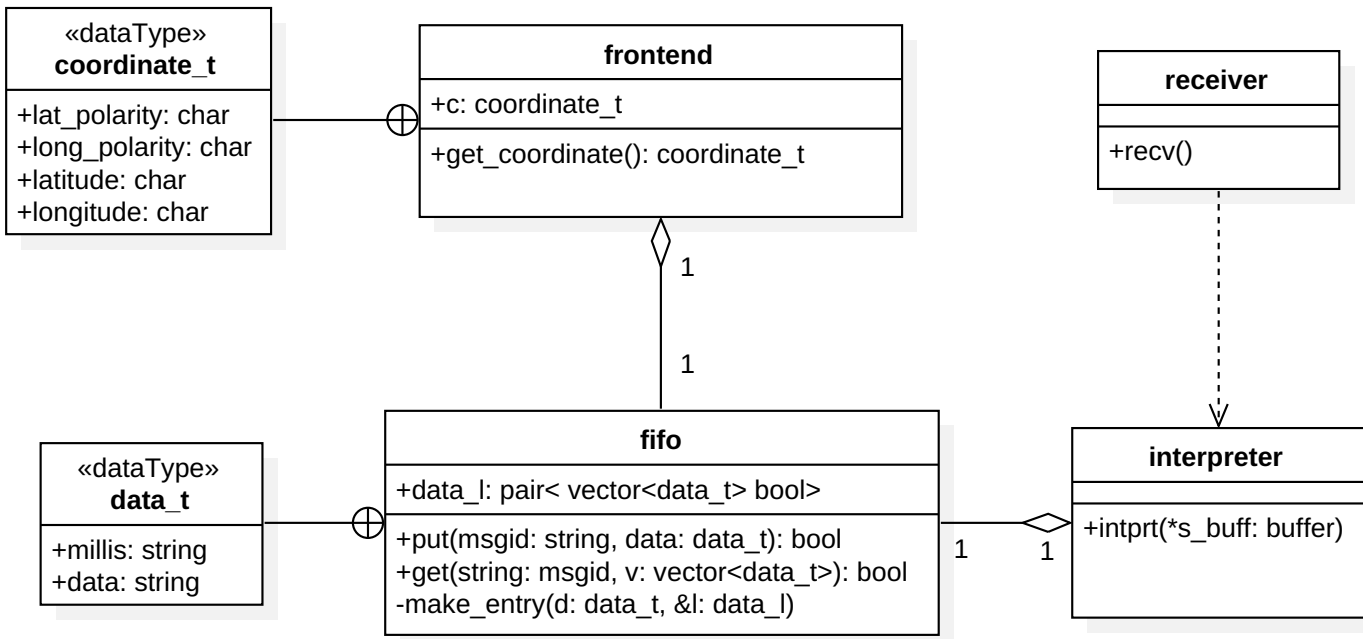 «dataType»
coordinate_t
+lat_polarity: char
+long_polarity: char
+latitude: char
+longitude: char
frontend
+c: coordinate_t
+get_coordinate(): coordinate_t
receiver
+recv()
1
1
«dataType»
data_t
+millis: string
+data: string
fifo
+data_l: pair< vector<data_t> bool>
+put(msgid: string, data: data_t): bool
+get(string: msgid, v: vector<data_t>): bool
-make_entry(d: data_t, &l: data_l)
1
1
interpreter
+intprt(*s_buff: buffer)